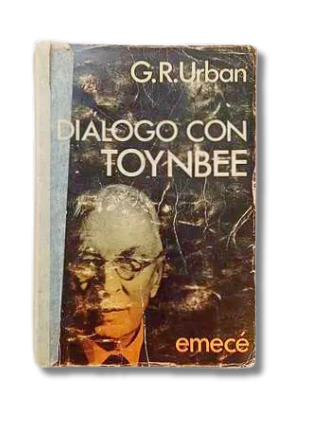 G.R.Urban
DIALOGO CON
TOYNBEE
emecé